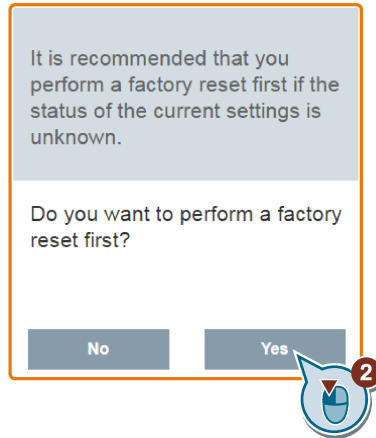 It is recommended that you
perform a factory reset first if the
status of the current settings is
unknown.
Do you want to perform a factory
reset first?
No
Yes
2